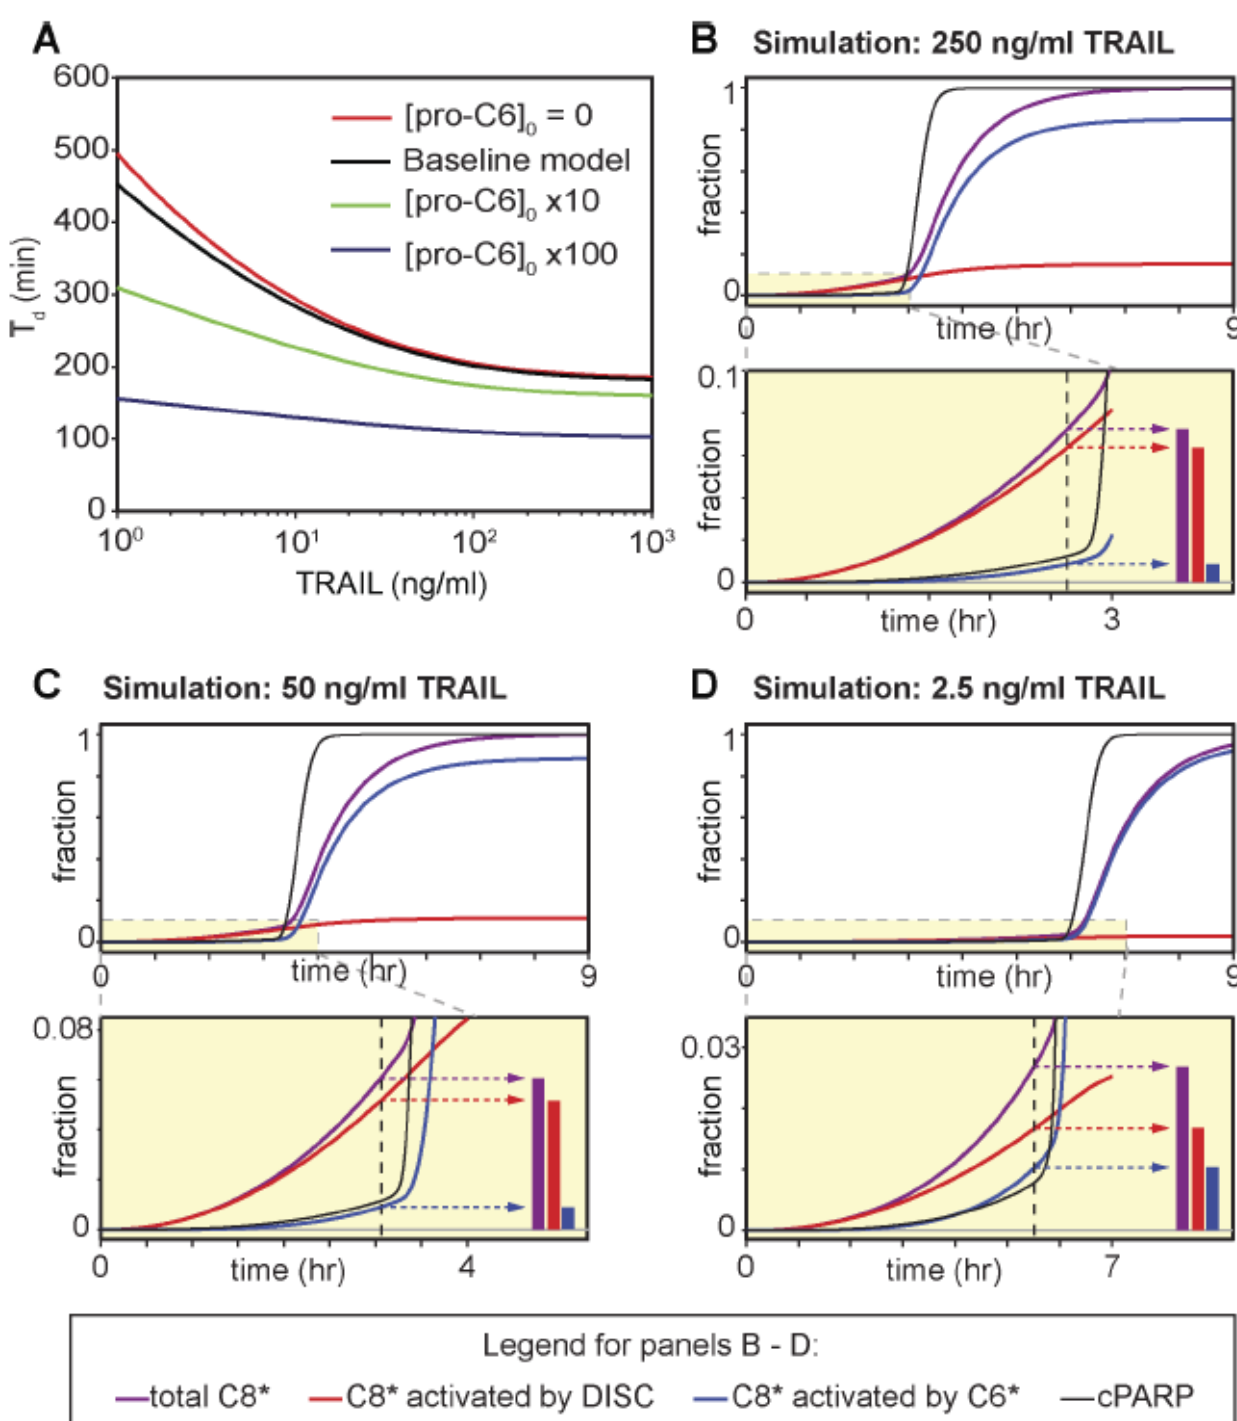 A
600
500
400
300
200
100
0
T_d (min)
[pro-C6]_0 = 0
Baseline model
[pro-C6]_0 x10
[pro-C6]_0 x100
10^0 10^1 10^2 10^3
TRAIL (ng/ml)
B Simulation: 250 ng/ml TRAIL
1
fraction
0
0 time (hr) 9
0.1
fraction
0
0 time (hr) 3
C Simulation: 50 ng/ml TRAIL
1
fraction
0
0 time (hr) 9
0.08
fraction
0
0 time (hr) 4
D Simulation: 2.5 ng/ml TRAIL
1
fraction
0
0 time (hr) 9
0.03
fraction
0
0 time (hr) 7
Legend for panels B - D:
total C8* C8* activated by DISC C8* activated by C6* cPARP